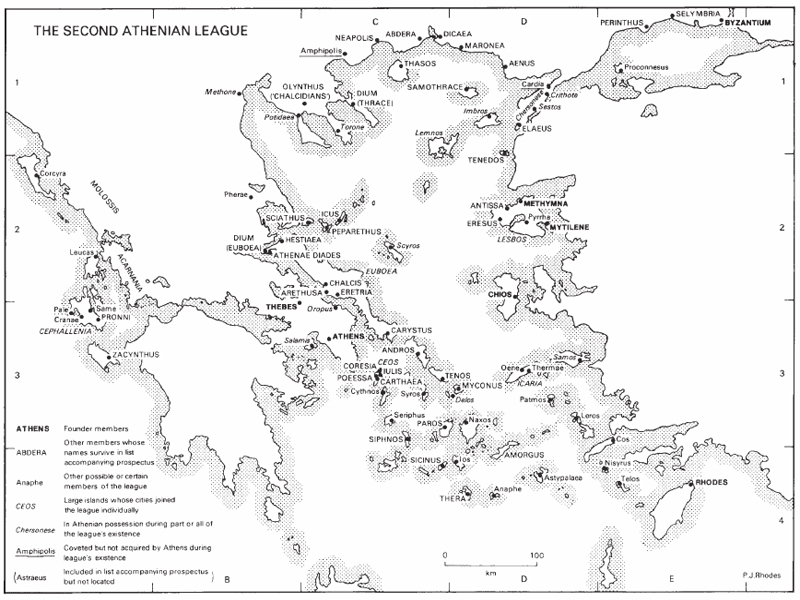 THE SECOND ATHENIAN LEAGUE
C
D
SELYMBRIA
PERINTHUS
BYZANTIUM
NEAPOLIS
ABDERA
DICAEA
MARONEA
Amphipolis
AENUS
THASOS
Proconnesus
1
1
Methone
OLYNTHUS
('CHALCIDIANS')
DIUM
(THRACE)
SAMOTHRACE
Cardia
Crithote
Chersonese
Sestos
Potidaea
Torone
Imbros
ELAEUS
Lemnos
TENEDOS
Corcyra
MOLOSSIS
Pherae
ICUS
SCIATHUS
PEPARETHUS
ANTISSA
METHYMNA
Pyrrha
ERESUS
MYTILENE
LESBOS
2
2
DIUM
(EUBOEA)
HESTIAEA
ATHENAE DIADES
Scyros
Leucas
ACARNANIA
EUBOEA
CHALCIS
ARETHUSA
ERETRIA
CHIOS
THEBES
Oropus
Pale
Same
Cranae
PRONNI
CEPHALLENIA
Salamis
ATHENS
CARYSTUS
ZACYNTHUS
ANDROS
Samos
CORESIA
CEOS
IULIS
POEESSA
CARTHAEA
TENOS
Oene
Thermae
ICARIA
3
3
Cythnos
Syros
MYCONUS
Delos
Patmos
Seriphus
PAROS
Naxos
Leros
SIPHNOS
Cos
SICINUS
Ios
AMORGUS
Nisyrus
Astypalaea
Telos
RHODES
THERA
Anaphe
4
ATHENS Founder members
ABDERA Other members whose names survive in list accompanying prospectus
Anaphe Other possible or certain members of the league
CEOS Large islands whose cities joined the league individually
Chersonese In Athenian possession during part or all of the league's existence
Amphipolis Coveted but not acquired by Athens during league's existence
(Astraeus Included in list accompanying prospectus but not located)
0 100
km
B
D
E
P.J.Rhodes